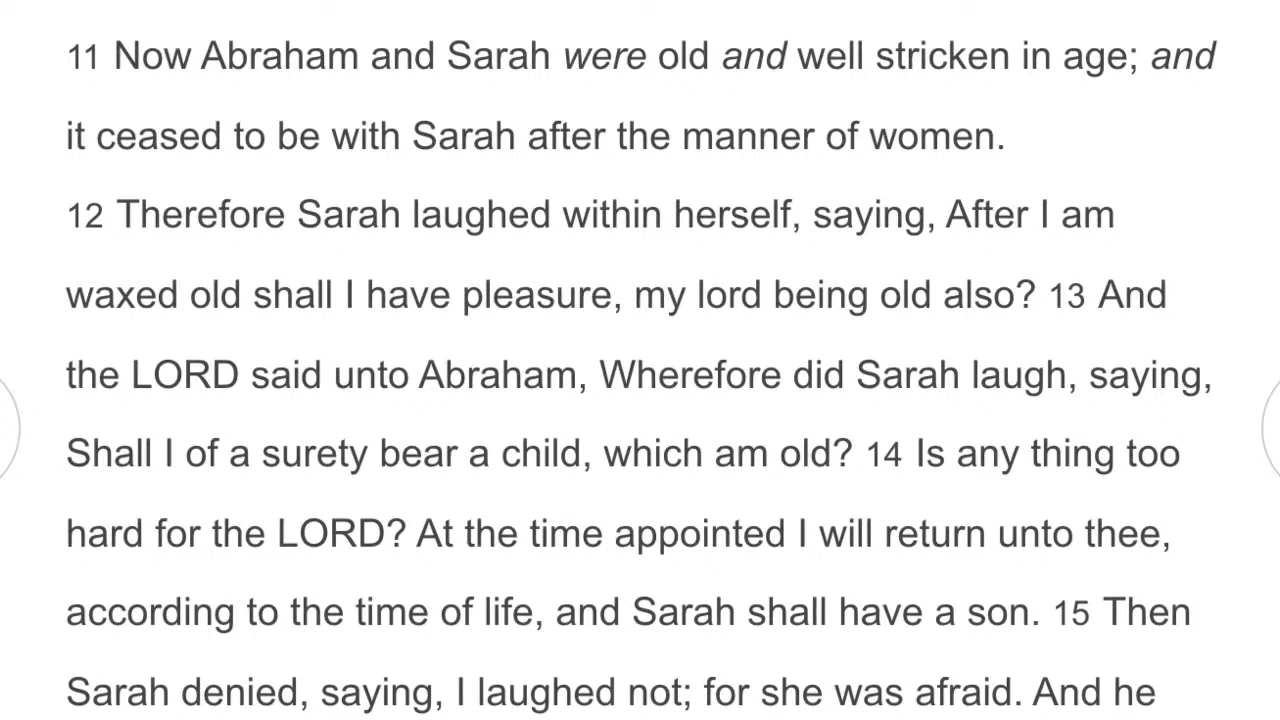 11 Now Abraham and Sarah were old and well stricken in age; and
it ceased to be with Sarah after the manner of women.
12 Therefore Sarah laughed within herself, saying, After I am
waxed old shall I have pleasure, my lord being old also? 13 And
the LORD said unto Abraham, Wherefore did Sarah laugh, saying,
Shall I of a surety bear a child, which am old? 14 Is any thing too
hard for the LORD? At the time appointed I will return unto thee,
according to the time of life, and Sarah shall have a son. 15 Then
Sarah denied, saying, I laughed not; for she was afraid. And he